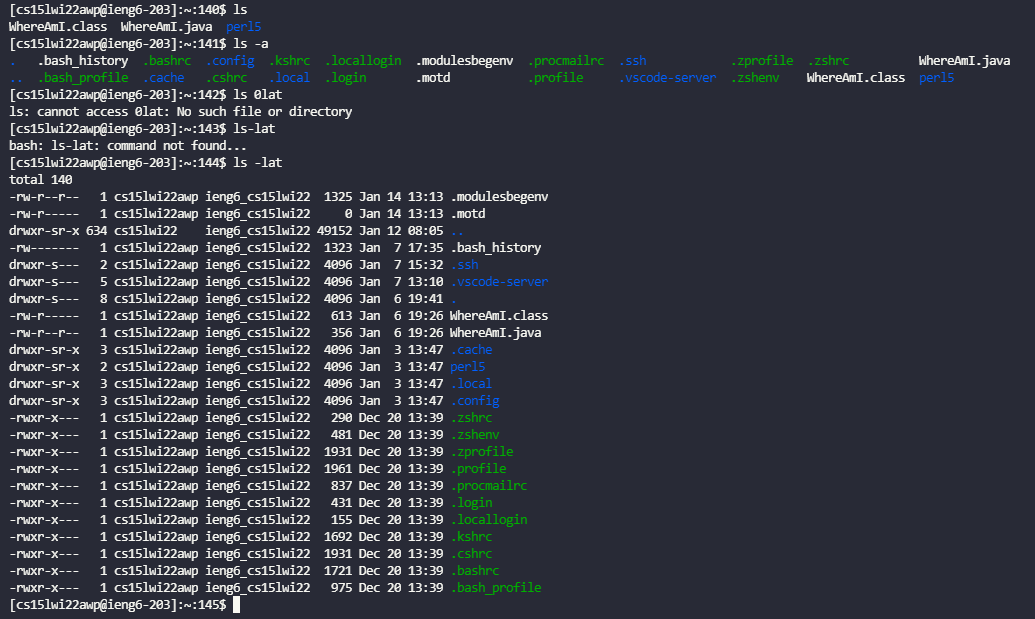 [cs15lwi22awp@ieng6-203]:~:140$ ls
WhereAmI.class  WhereAmI.java  perl5
[cs15lwi22awp@ieng6-203]:~:141$ ls -a
.   .bash_history  .bashrc  .config  .kshrc  .locallogin  .modulesbegenv  .procmailrc  .ssh            .zprofile  .zshrc          WhereAmI.java
..  .bash_profile  .cache   .cshrc   .local  .login       .motd           .profile     .vscode-server  .zshenv    WhereAmI.class  perl5
[cs15lwi22awp@ieng6-203]:~:142$ ls 0lat
ls: cannot access 0lat: No such file or directory
[cs15lwi22awp@ieng6-203]:~:143$ ls-lat
bash: ls-lat: command not found...
[cs15lwi22awp@ieng6-203]:~:144$ ls -lat
total 140
-rw-r--r--   1 cs15lwi22awp ieng6_cs15lwi22  1325 Jan 14 13:13 .modulesbegenv
-rw-r-----   1 cs15lwi22awp ieng6_cs15lwi22     0 Jan 14 13:13 .motd
drwxr-sr-x 634 cs15lwi22    ieng6_cs15lwi22 49152 Jan 12 08:05 ..
-rw-------   1 cs15lwi22awp ieng6_cs15lwi22  1323 Jan  7 17:35 .bash_history
drwxr-s---   2 cs15lwi22awp ieng6_cs15lwi22  4096 Jan  7 15:32 .ssh
drwxr-s---   5 cs15lwi22awp ieng6_cs15lwi22  4096 Jan  7 13:10 .vscode-server
drwxr-s---   8 cs15lwi22awp ieng6_cs15lwi22  4096 Jan  6 19:41 .
-rw-r-----   1 cs15lwi22awp ieng6_cs15lwi22   613 Jan  6 19:26 WhereAmI.class
-rw-r--r--   1 cs15lwi22awp ieng6_cs15lwi22   356 Jan  6 19:26 WhereAmI.java
drwxr-sr-x   3 cs15lwi22awp ieng6_cs15lwi22  4096 Jan  3 13:47 .cache
drwxr-sr-x   2 cs15lwi22awp ieng6_cs15lwi22  4096 Jan  3 13:47 perl5
drwxr-sr-x   3 cs15lwi22awp ieng6_cs15lwi22  4096 Jan  3 13:47 .local
drwxr-sr-x   3 cs15lwi22awp ieng6_cs15lwi22  4096 Jan  3 13:47 .config
-rwxr-x---   1 cs15lwi22awp ieng6_cs15lwi22   290 Dec 20 13:39 .zshrc
-rwxr-x---   1 cs15lwi22awp ieng6_cs15lwi22   481 Dec 20 13:39 .zshenv
-rwxr-x---   1 cs15lwi22awp ieng6_cs15lwi22  1931 Dec 20 13:39 .zprofile
-rwxr-x---   1 cs15lwi22awp ieng6_cs15lwi22  1961 Dec 20 13:39 .profile
-rwxr-x---   1 cs15lwi22awp ieng6_cs15lwi22   837 Dec 20 13:39 .procmailrc
-rwxr-x---   1 cs15lwi22awp ieng6_cs15lwi22   431 Dec 20 13:39 .login
-rwxr-x---   1 cs15lwi22awp ieng6_cs15lwi22   155 Dec 20 13:39 .locallogin
-rwxr-x---   1 cs15lwi22awp ieng6_cs15lwi22  1692 Dec 20 13:39 .kshrc
-rwxr-x---   1 cs15lwi22awp ieng6_cs15lwi22  1931 Dec 20 13:39 .cshrc
-rwxr-x---   1 cs15lwi22awp ieng6_cs15lwi22  1721 Dec 20 13:39 .bashrc
-rwxr-x---   1 cs15lwi22awp ieng6_cs15lwi22   975 Dec 20 13:39 .bash_profile
[cs15lwi22awp@ieng6-203]:~:145$